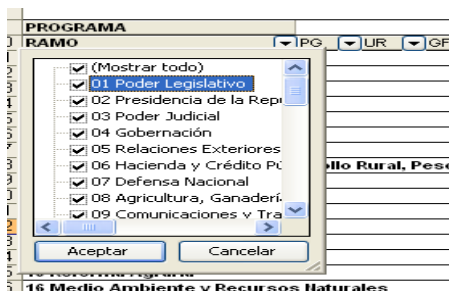 PROGRAMA
RAMO PG UR GF
(Mostrar todo)
01 Poder Legislativo
02 Presidencia de la Rep
03 Poder Judicial
04 Gobernación
05 Relaciones Exteriores
06 Hacienda y Crédito Pú
ollo Rural, Pesc
07 Defensa Nacional
08 Agricultura, Ganaderí
09 Comunicaciones y Tra
Aceptar Cancelar
16 Medio Ambiente y Recursos Naturales